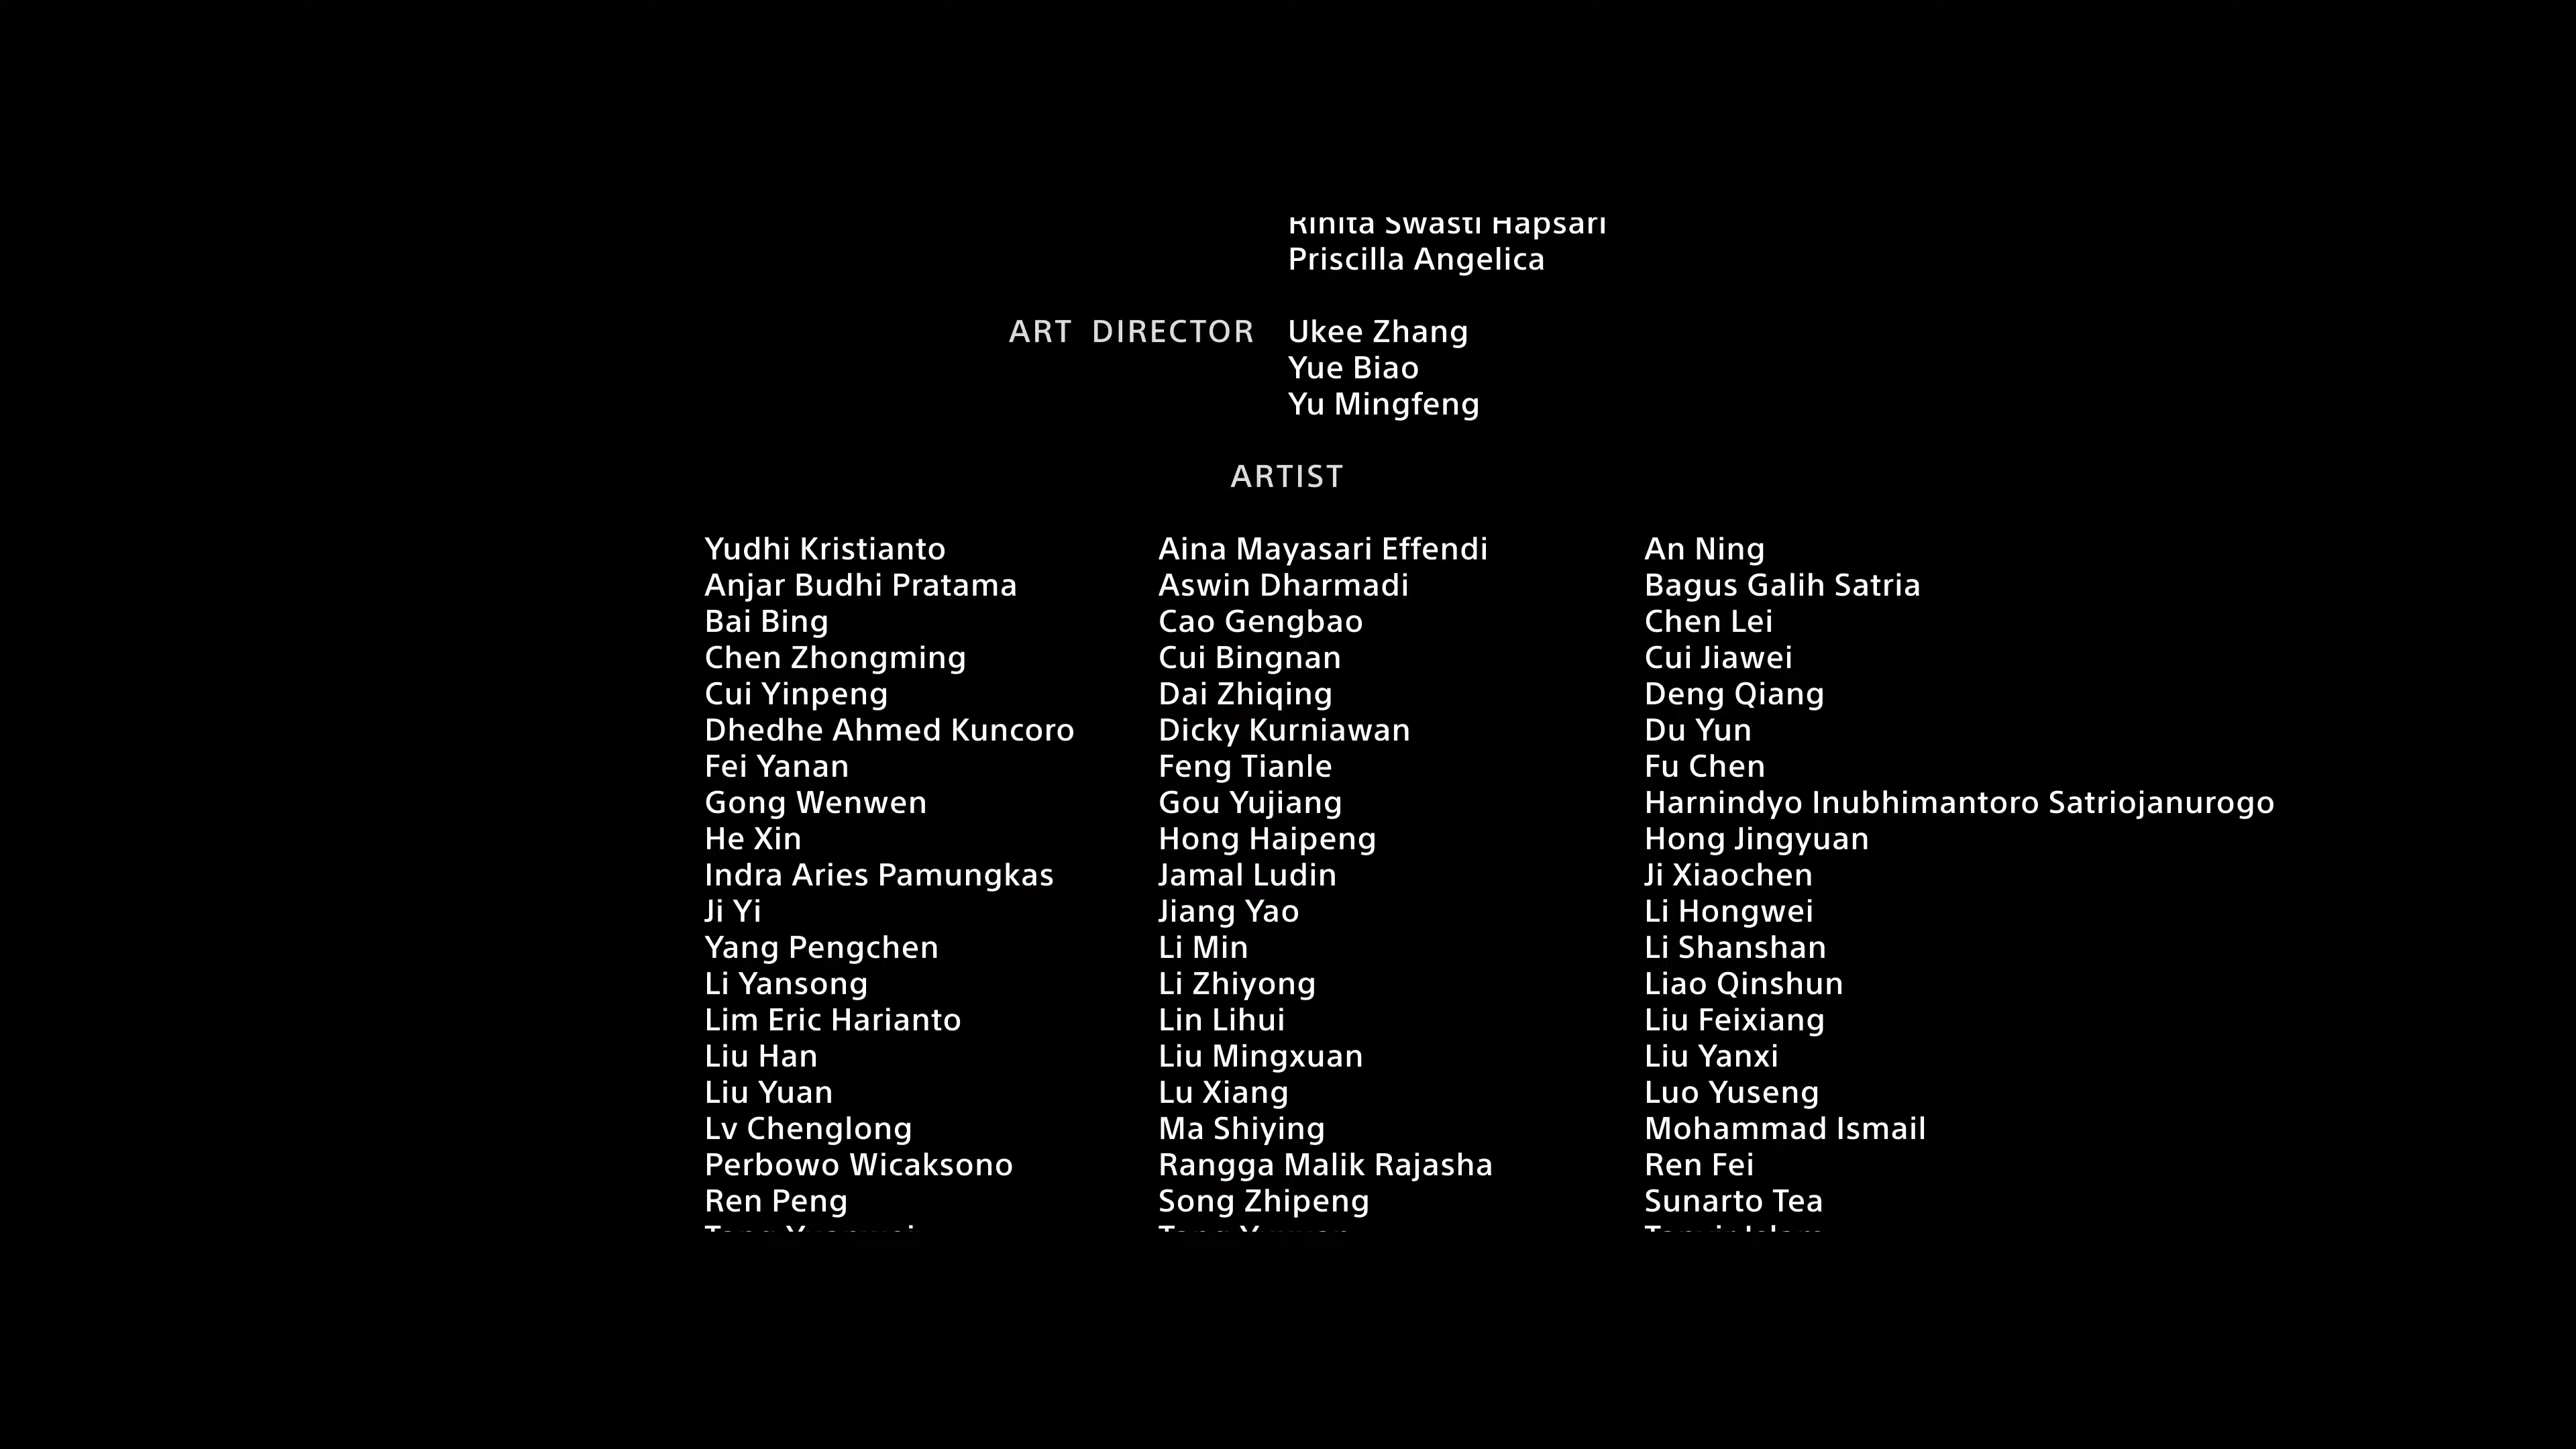 Rinita Swasti Hapsari
Priscilla Angelica
ART DIRECTOR Ukee Zhang
Yue Biao
Yu Mingfeng
ARTIST
Yudhi Kristianto Aina Mayasari Effendi An Ning
Anjar Budhi Pratama Aswin Dharmadi Bagus Galih Satria
Bai Bing Cao Gengbao Chen Lei
Chen Zhongming Cui Bingnan Cui Jiawei
Cui Yinpeng Dai Zhiqing Deng Qiang
Dhedhe Ahmed Kuncoro Dicky Kurniawan Du Yun
Fei Yanan Feng Tianle Fu Chen
Gong Wenwen Gou Yujiang Harnindyo Inubhimantoro Satriojanurogo
He Xin Hong Haipeng Hong Jingyuan
Indra Aries Pamungkas Jamal Ludin Ji Xiaochen
Ji Yi Jiang Yao Li Hongwei
Yang Pengchen Li Min Li Shanshan
Li Yansong Li Zhiyong Liao Qinshun
Lim Eric Harianto Lin Lihui Liu Feixiang
Liu Han Liu Mingxuan Liu Yanxi
Liu Yuan Lu Xiang Luo Yuseng
Lv Chenglong Ma Shiying Mohammad Ismail
Perbowo Wicaksono Rangga Malik Rajasha Ren Fei
Ren Peng Song Zhipeng Sunarto Tea